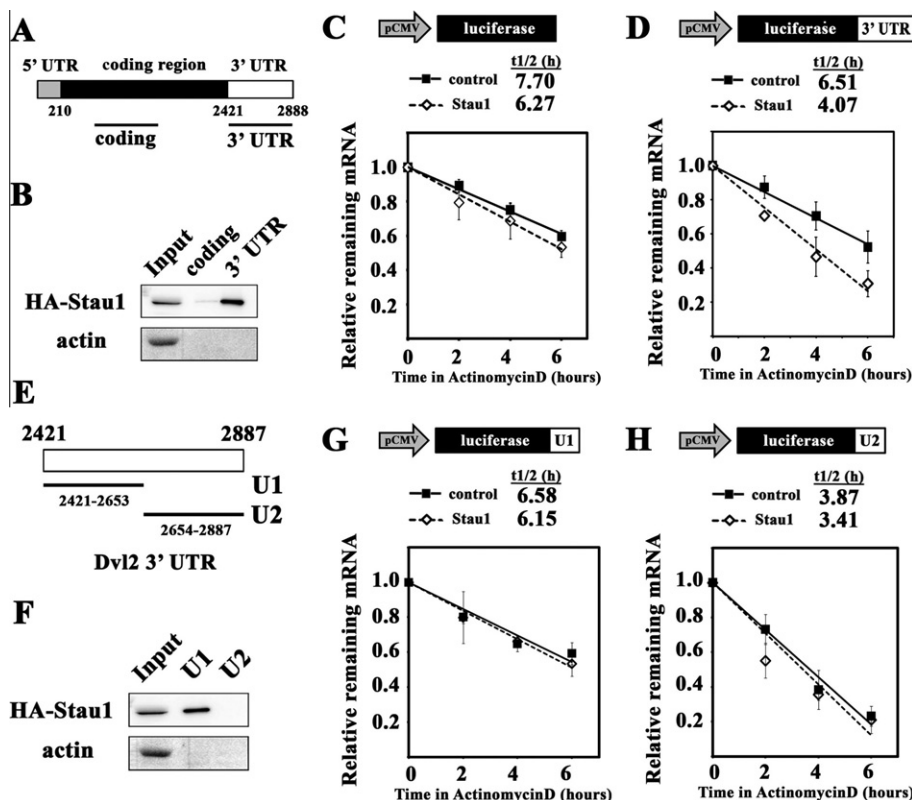 A
5' UTR coding region 3' UTR
210 2421 2888
coding 3' UTR
B
Input coding 3' UTR
HA-Stau1
actin
C
pCMV luciferase
t1/2 (h)
control 7.70
Stau1 6.27
Relative remaining mRNA
1.0
0.8
0.6
0.4
0.2
0 2 4 6
Time in ActinomycinD (hours)
D
pCMV luciferase 3' UTR
t1/2 (h)
control 6.51
Stau1 4.07
Relative remaining mRNA
1.0
0.8
0.6
0.4
0.2
0 2 4 6
Time in ActinomycinD (hours)
E
2421 2887
U1
2421-2653
U2
2654-2887
Dvl2 3' UTR
F
Input U1 U2
HA-Stau1
actin
G
pCMV luciferase U1
t1/2 (h)
control 6.58
Stau1 6.15
Relative remaining mRNA
1.0
0.8
0.6
0.4
0.2
0 2 4 6
Time in ActinomycinD (hours)
H
pCMV luciferase U2
t1/2 (h)
control 3.87
Stau1 3.41
Relative remaining mRNA
1.0
0.8
0.6
0.4
0.2
0 2 4 6
Time in ActinomycinD (hours)